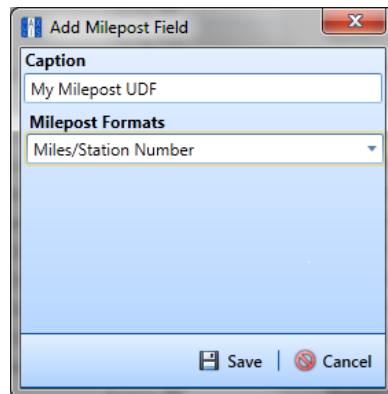 Add Milepost Field
Caption
My Milepost UDF
Milepost Formats
Miles/Station Number
Save | Cancel